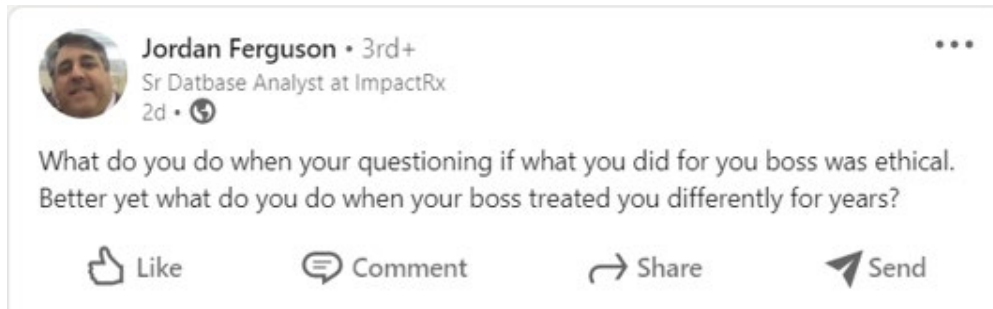 Jordan Ferguson • 3rd+
Sr Datbase Analyst at ImpactRx
2d •
What do you do when your questioning if what you did for you boss was ethical.
Better yet what do you do when your boss treated you differently for years?
Like Comment Share Send